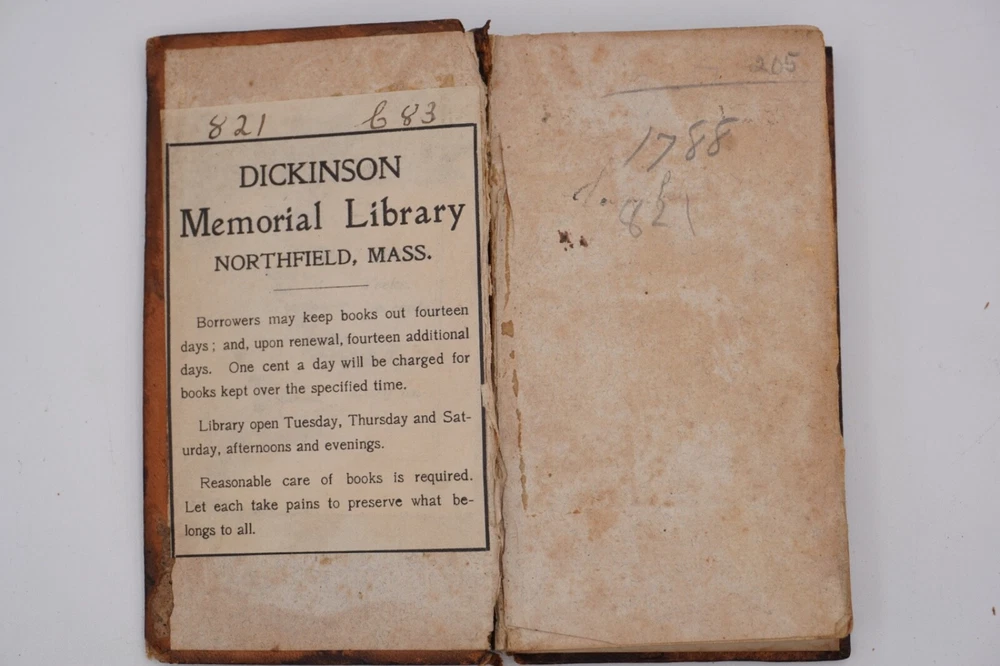 821 C 83
DICKINSON
Memorial Library
NORTHFIELD, MASS.
Borrowers may keep books out fourteen
days; and, upon renewal, fourteen additional
days. One cent a day will be charged for
books kept over the specified time.
Library open Tuesday, Thursday and Sat-
urday, afternoons and evenings.
Reasonable care of books is required.
Let each take pains to preserve what be-
longs to all.
205
1788
821